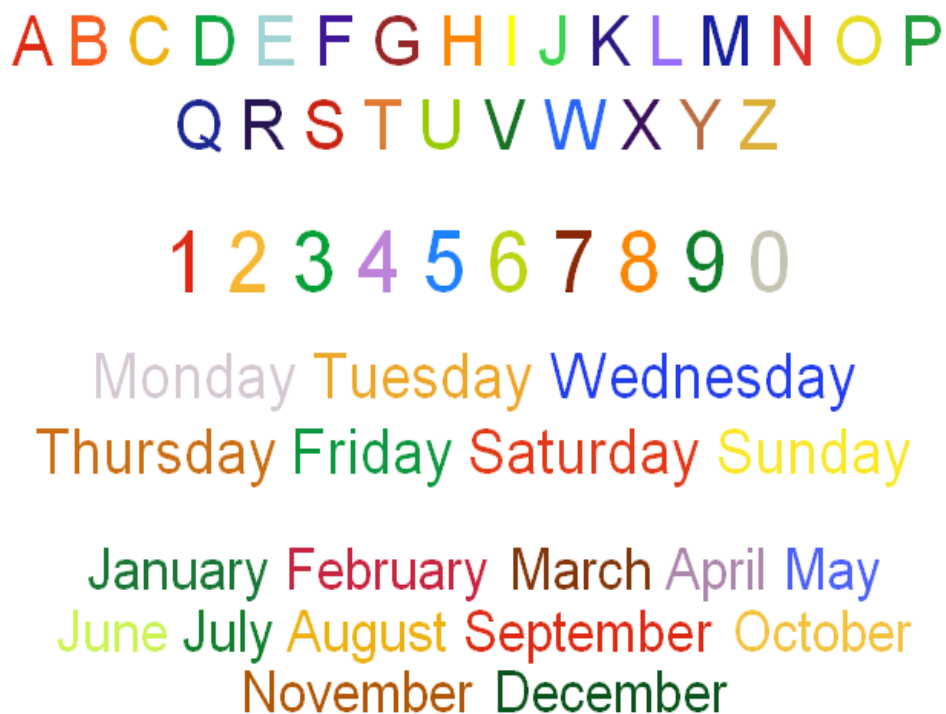 A B C D E F G H I J K L M N O P
Q R S T U V W X Y Z
1 2 3 4 5 6 7 8 9 0
Monday Tuesday Wednesday
Thursday Friday Saturday Sunday
January February March April May
June July August September October
November December